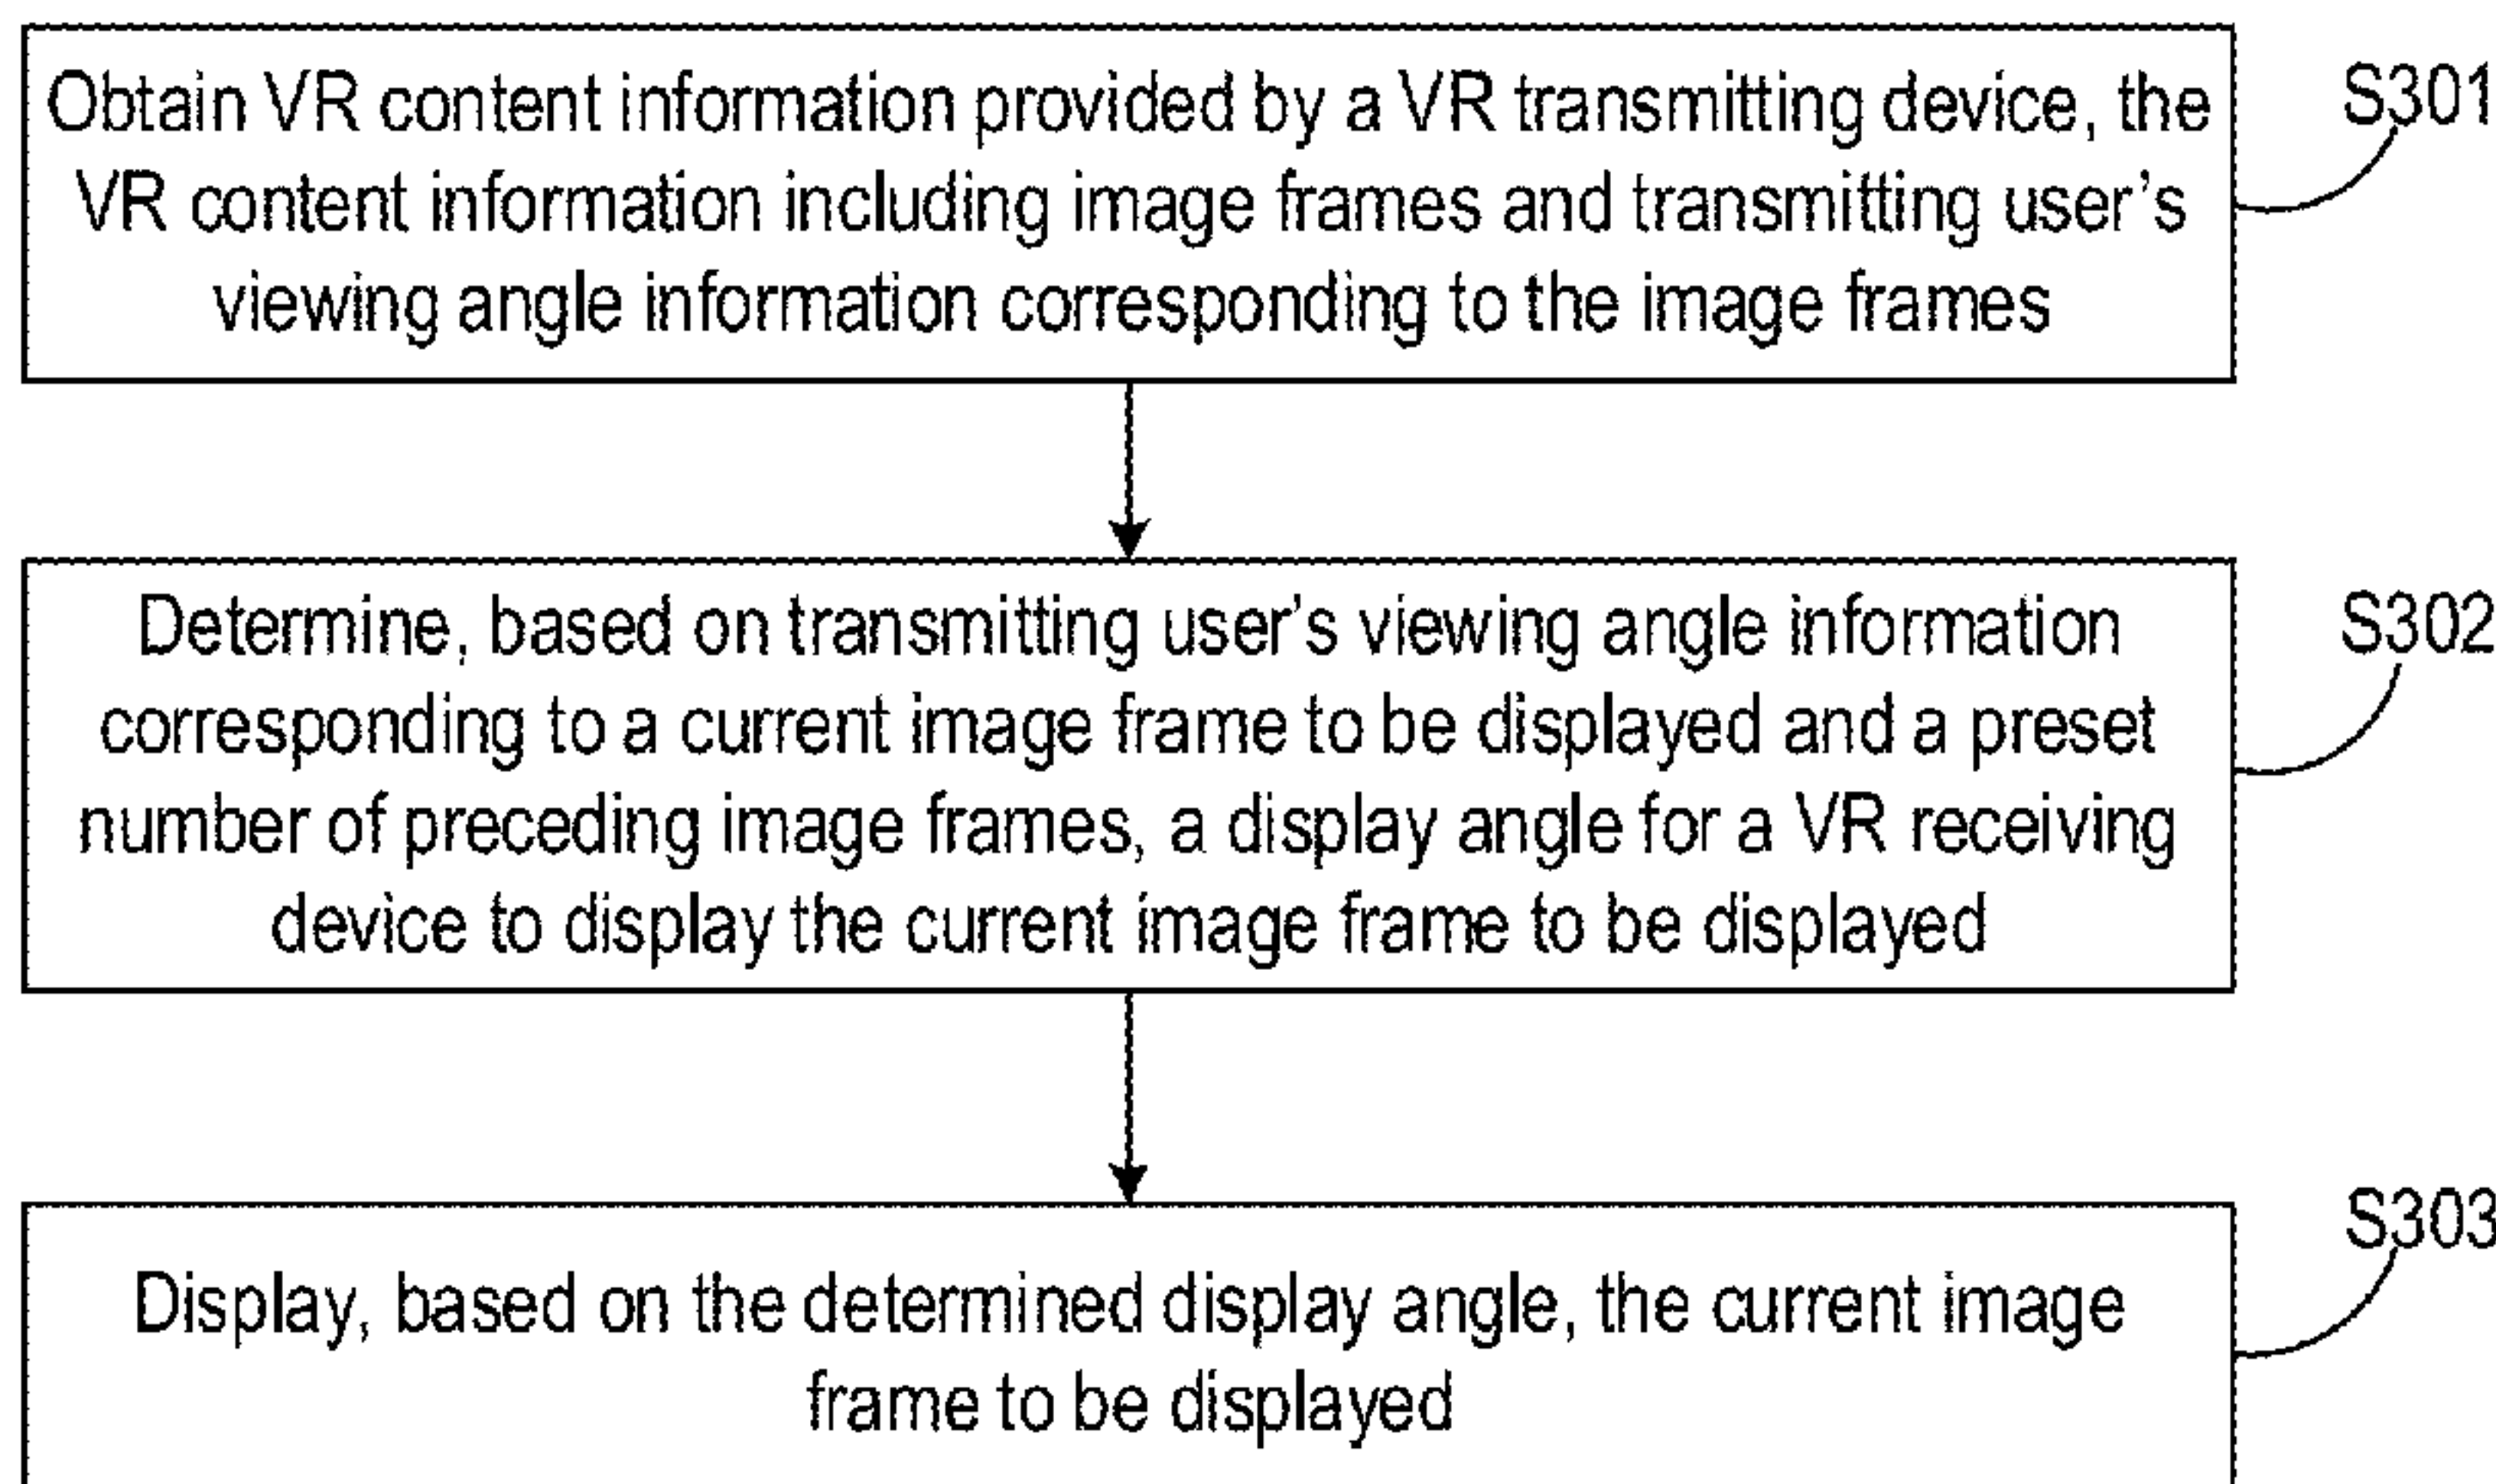 Obtain VR content information provided by a VR transmitting device, the
VR content information including image frames and transmitting user's
viewing angle information corresponding to the image frames
S301
Determine, based on transmitting user's viewing angle information
corresponding to a current image frame to be displayed and a preset
number of preceding image frames, a display angle for a VR receiving
device to display the current image frame to be displayed
S302
Display, based on the determined display angle, the current image
frame to be displayed
S303